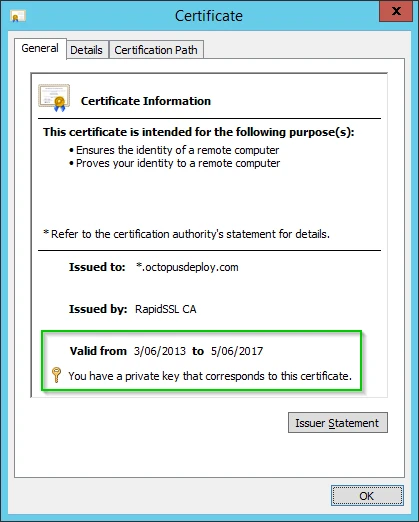 Certificate
x
General Details Certification Path
Certificate Information
This certificate is intended for the following purpose(s):
• Ensures the identity of a remote computer
• Proves your identity to a remote computer
* Refer to the certification authority's statement for details.
Issued to: *.octopusdeploy.com
Issued by: RapidSSL CA
Valid from 3/06/2013 to 5/06/2017
You have a private key that corresponds to this certificate.
Issuer Statement
OK